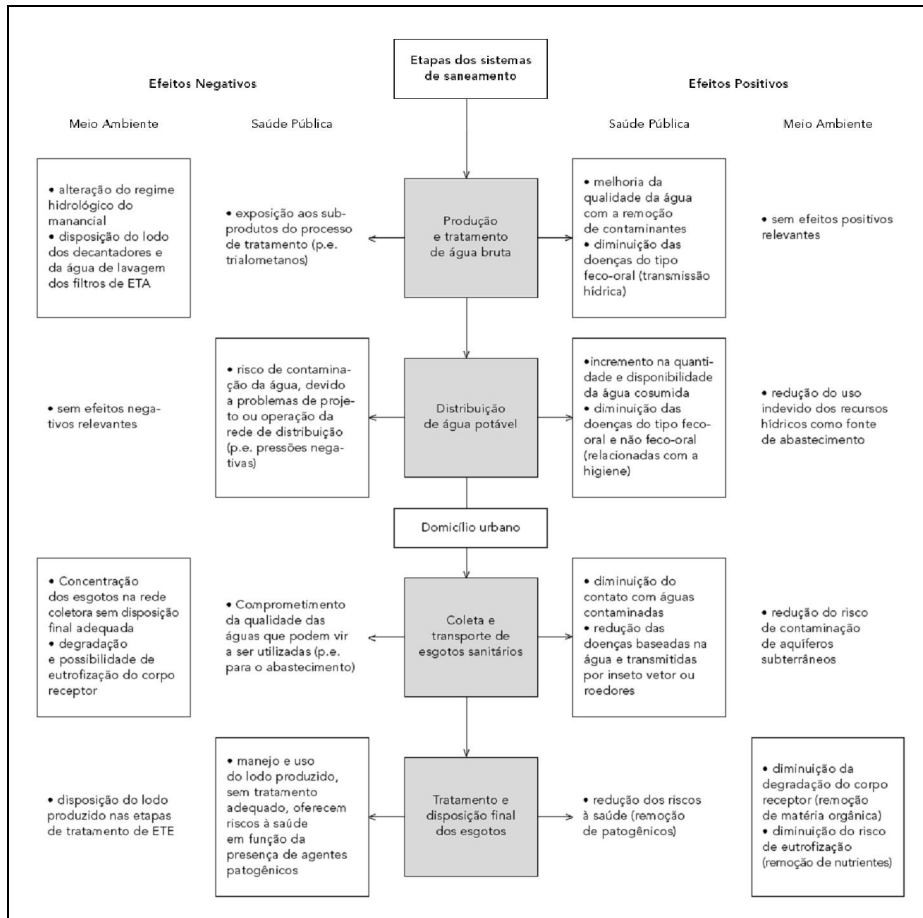 Etapas dos sistemas
de saneamento
Efeitos Negativos
Efeitos Positivos
Meio Ambiente
Saúde Pública
Saúde Pública
Meio Ambiente
• alteração do regime
hidrológico do
manancial
• disposição do lodo
dos decantadores e
da água de lavagem
dos filtros de ETA
• exposição aos sub-
produtos do processo
de tratamento (p.e.
trialometanos)
Produção
e tratamento
de água bruta
• melhoria da
qualidade da água
com a remoção
de contaminantes
• diminuição das
doenças do tipo
feco-oral (transmissão
hídrica)
• sem efeitos positivos
relevantes
• sem efeitos nega-
tivos relevantes
• risco de contamina-
ção da água, devido
a problemas de proje-
to ou operação da
rede de distribuição
(p.e. pressões nega-
tivas)
Distribuição
de água potável
•incremento na quanti-
dade e disponibilidade
da água cosumida
• diminuição das
doenças do tipo feco-
oral e não feco-oral
(relacionadas com a
higiene)
• redução do uso
indevido dos recursos
hídricos como fonte
de abastecimento
Domicílio urbano
• Concentração
dos esgotos na rede
coletora sem disposição
final adequada
• degradação
e possibilidade de
eutrofização do corpo
receptor
• Comprometimento
da qualidade das
águas que podem vir
a ser utilizadas (p.e.
para o abastecimento)
Coleta e
transporte de
esgotos sanitários
• diminuição do
contato com águas
contaminadas
• redução das
doenças baseadas na
água e transmitidas
por inseto vetor ou
roedores
• redução do risco
de contaminação
de aquíferos
subterrâneos
• disposição do lodo
produzido nas etapas
de tratamento de ETE
• manejo e uso
do lodo produzido,
sem tratamento
adequado, oferecem
riscos à saúde
em função da
presença de agentes
patogênicos
Tratamento e
disposição final
dos esgotos
• redução dos riscos
à saúde (remoção
de patogênicos)
• diminuição da
degradação do corpo
receptor (remoção
de matéria orgânica)
• diminuição do risco
de eutrofização
(remoção de nutrientes)